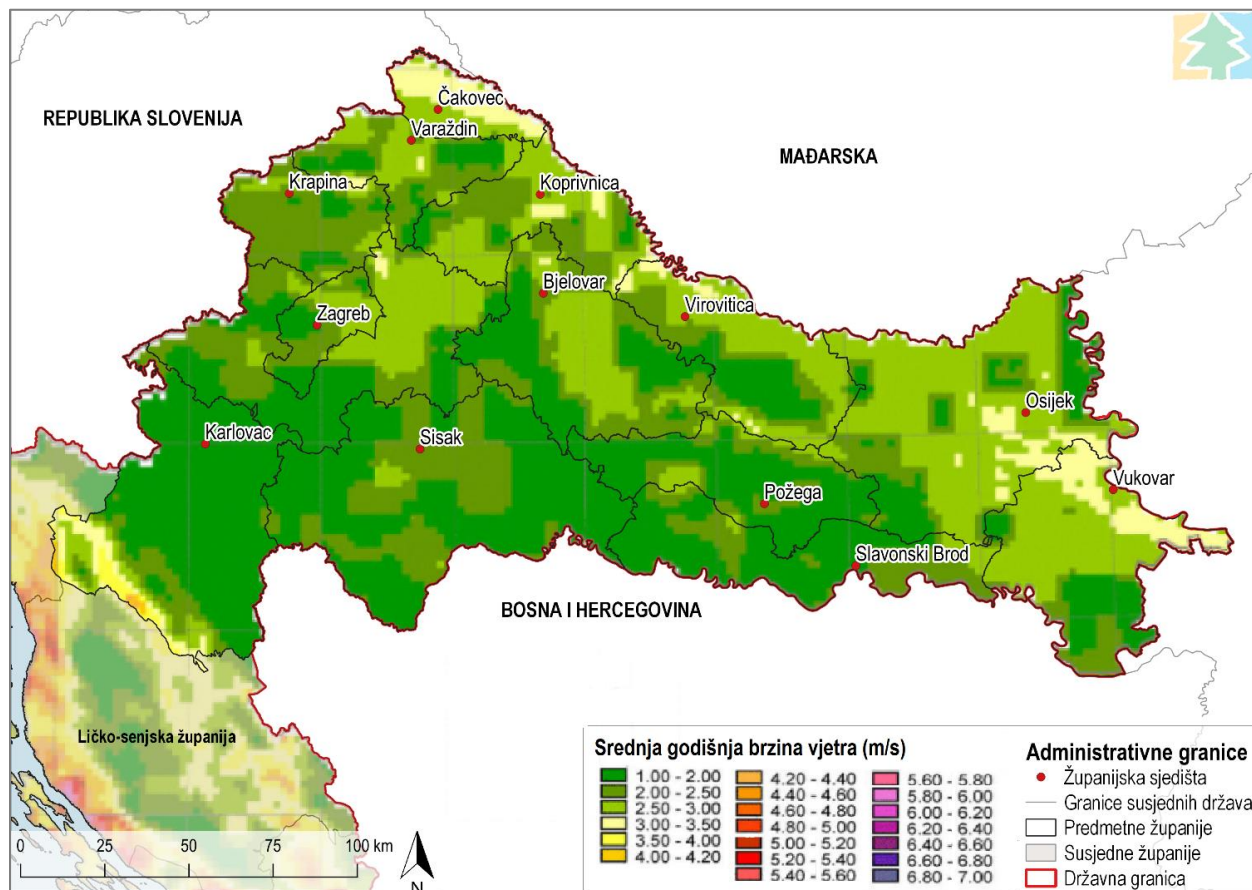 REPUBLIKA SLOVENIJA
MAĐARSKA
Čakovec
Varaždin
Krapina
Koprivnica
Bjelovar
Virovitica
Zagreb
Osijek
Karlovac
Sisak
Vukovar
Požega
Slavonski Brod
BOSNA I HERCEGOVINA
Ličko-senjska županija
Srednja godišnja brzina vjetra (m/s)
1.00 - 2.00
2.00 - 2.50
2.50 - 3.00
3.00 - 3.50
3.50 - 4.00
4.00 - 4.20
4.20 - 4.40
4.40 - 4.60
4.60 - 4.80
4.80 - 5.00
5.00 - 5.20
5.20 - 5.40
5.40 - 5.60
5.60 - 5.80
5.80 - 6.00
6.00 - 6.20
6.20 - 6.40
6.40 - 6.60
6.60 - 6.80
6.80 - 7.00
Administrativne granice
Županijska sjedišta
Granice susjednih država
Predmetne županije
Susjedne županije
Državna granica
0 25 50 100 km
N